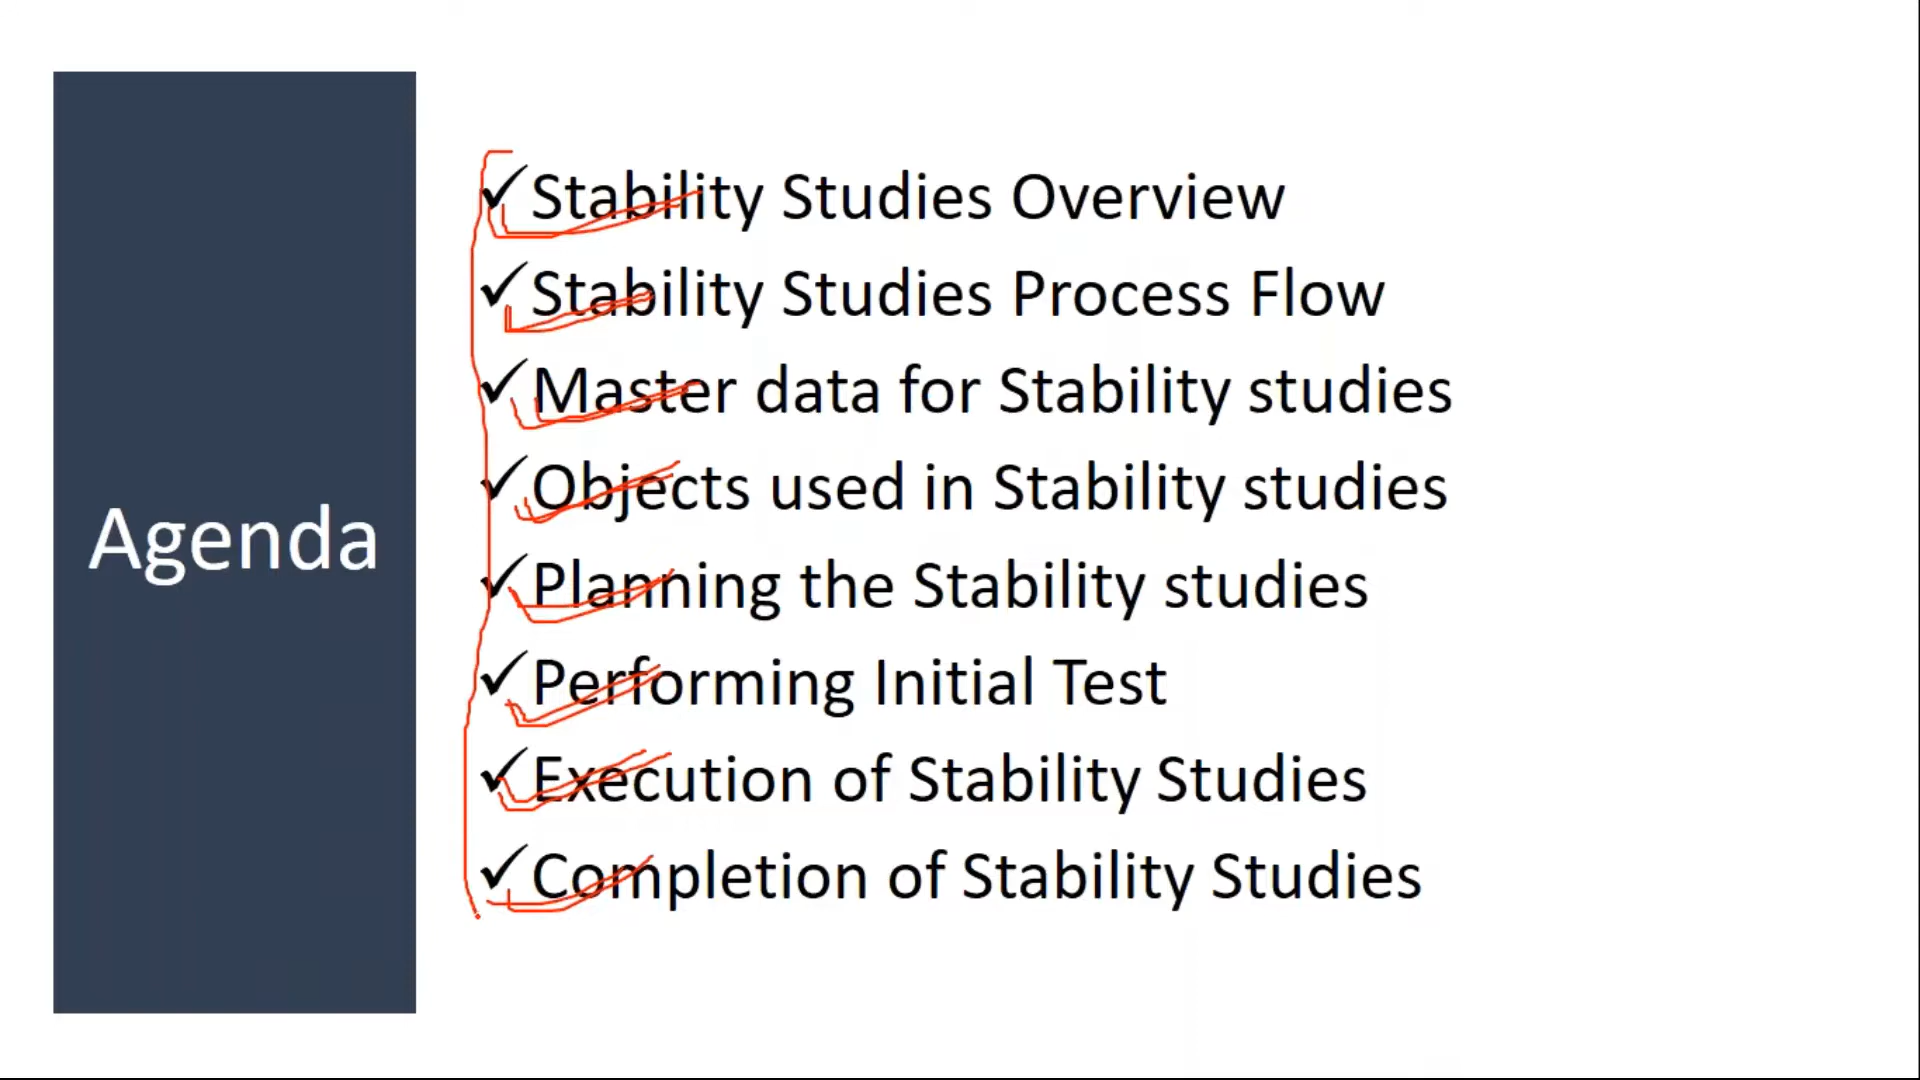 Agenda
✓Stability Studies Overview
✓Stability Studies Process Flow
✓Master data for Stability studies
✓Objects used in Stability studies
✓Planning the Stability studies
✓Performing Initial Test
✓Execution of Stability Studies
✓Completion of Stability Studies